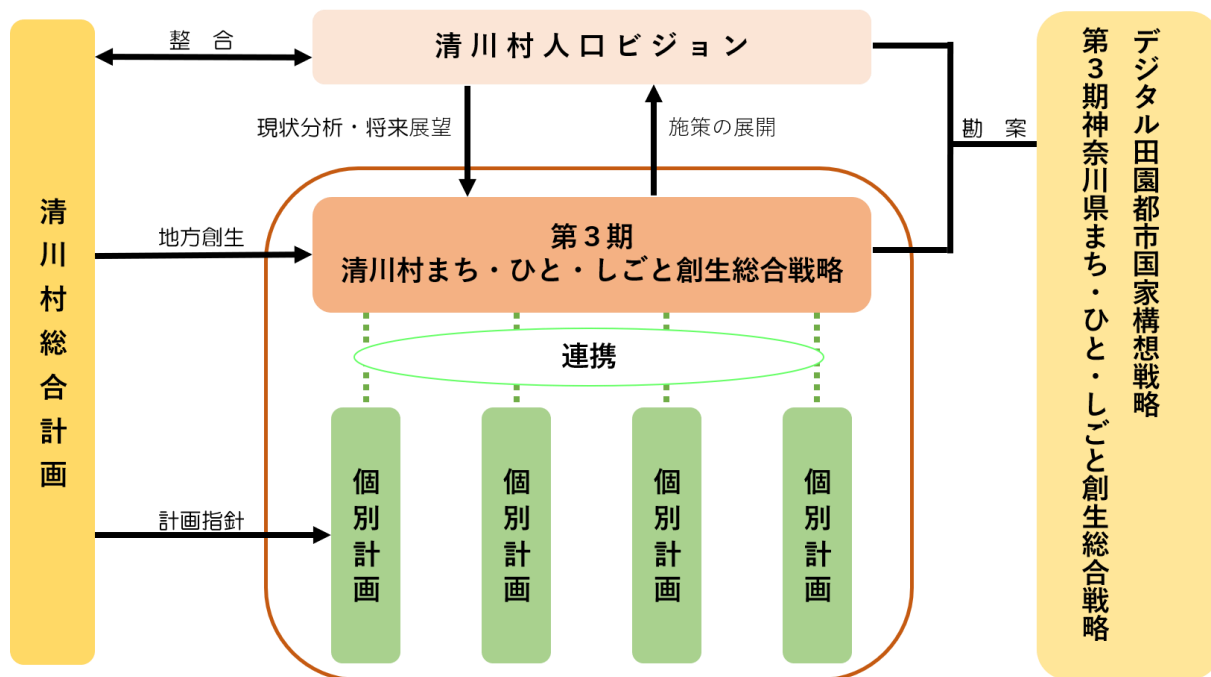 清川村総合計画
整　合
清川村人口ビジョン
現状分析・将来展望
施策の展開
勘　案
地方創生
第３期
清川村まち・ひと・しごと創生総合戦略
連携
計画指針
個別計画
個別計画
個別計画
個別計画
デジタル田園都市国家構想戦略
第３期神奈川県まち・ひと・しごと創生総合戦略